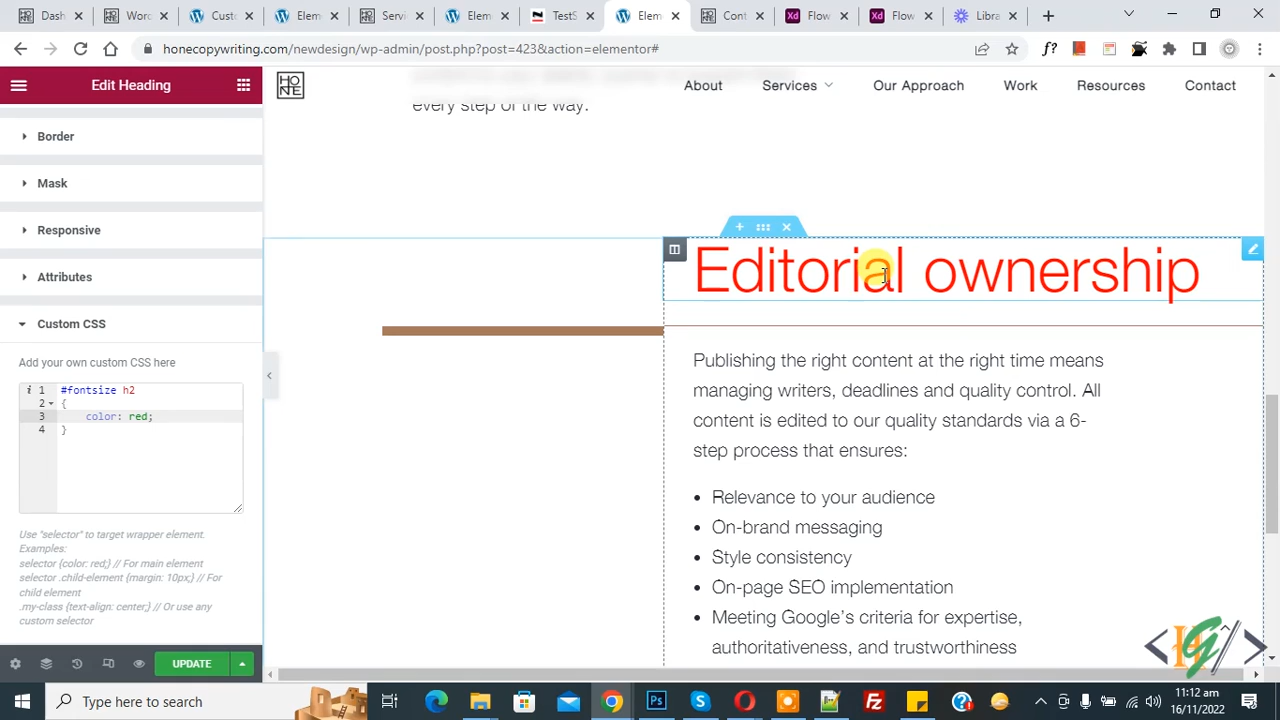 Dash
W
Custo
Elem
Servi
Elem
TestS
Elem
Cont
Flow
Flow
Libra
honecopywriting.com/newdesign/wp-admin/post.php?post=423&action=elementor#
f?
Edit Heading
HO
NE
About
Services
Our Approach
Work
Resources
Contact
every step of the way.
Border
Mask
Responsive
Attributes
Custom CSS
Add your own custom CSS here
i 1 #fontsize h2
2 {
3 color: red;
4 }
Use "selector" to target wrapper element.
Examples:
selector {color: red;} // For main element
selector .child-element {margin: 10px;} // For
child element
.my-class {text-align: center;} // Or use any
custom selector
UPDATE
Editorial ownership
Publishing the right content at the right time means
managing writers, deadlines and quality control. All
content is edited to our quality standards via a 6-
step process that ensures:
• Relevance to your audience
• On-brand messaging
• Style consistency
• On-page SEO implementation
• Meeting Google's criteria for expertise,
authoritativeness, and trustworthiness
Type here to search
11:12 am
16/11/2022